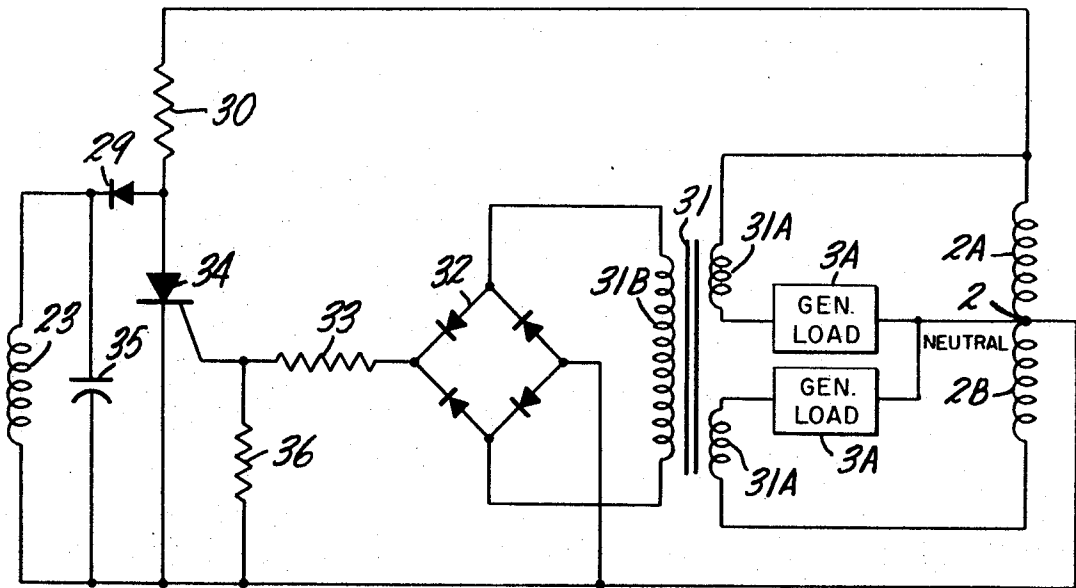 30
29
34
23
35
36
33
32
31B
31
31A
3A
GEN.
LOAD
2A
2
NEUTRAL
GEN.
LOAD
3A
2B
31A